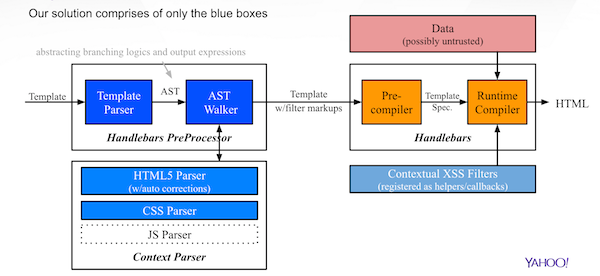 Our solution comprises of only the blue boxes
abstracting branching logics and output expressions
Data
(possibly untrusted)
Template
Template
Parser
AST
AST
Walker
Handlebars PreProcessor
Template
w/filter markups
Pre-
compiler
Template
Spec.
Runtime
Compiler
HTML
Handlebars
HTML5 Parser
(w/auto corrections)
CSS Parser
JS Parser
Context Parser
Contextual XSS Filters
(registered as helpers/callbacks)
YAHOO!